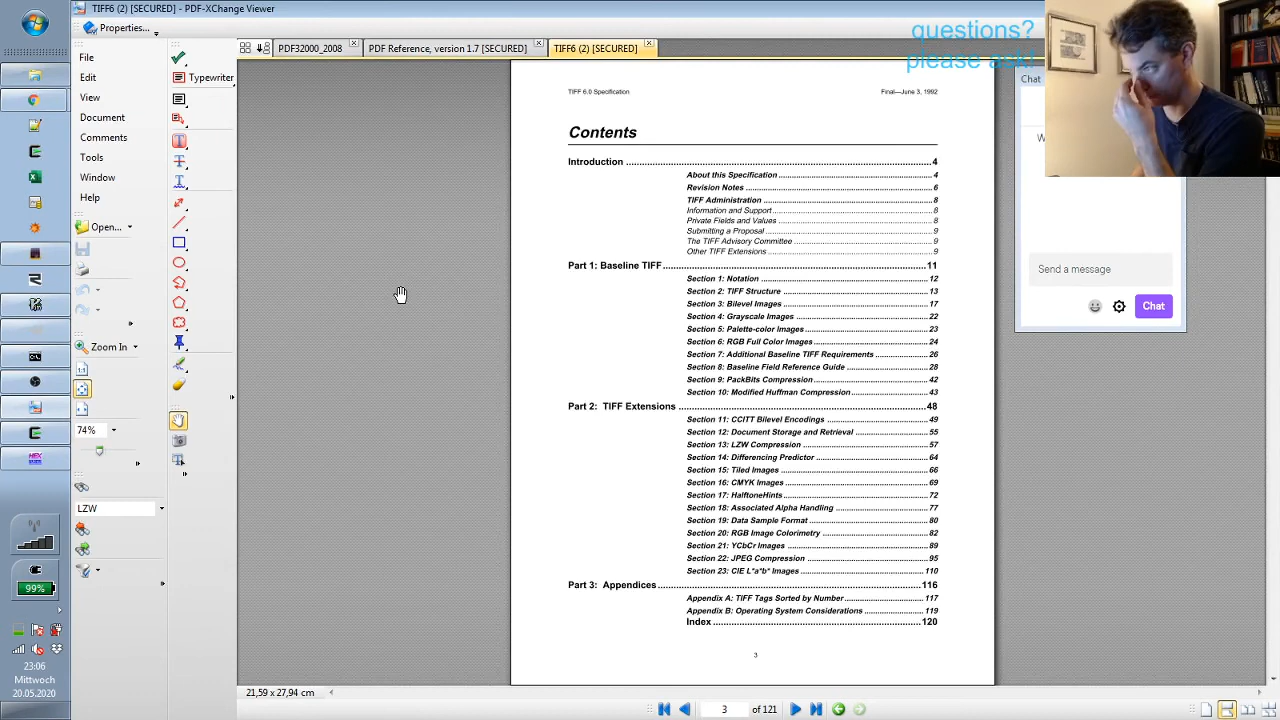 TIFF6 (2) [SECURED] - PDF-XChange Viewer
Properties...
PDF32000_2008
PDF Reference, version 1.7 [SECURED]
TIFF6 (2) [SECURED]
questions?
please ask!
File
Edit
View
Document
Comments
Tools
Window
Help
Open...
Zoom In
74%
LZW
99%
23:06
Mittwoch
20.05.2020
Typewriter
TIFF 6.0 Specification Final—June 3, 1992
Contents
Introduction 4
About this Specification 4
Revision Notes 6
TIFF Administration 8
Information and Support 8
Private Fields and Values 8
Submitting a Proposal 9
The TIFF Advisory Committee 9
Other TIFF Extensions 9
Part 1: Baseline TIFF 11
Section 1: Notation 12
Section 2: TIFF Structure 13
Section 3: Bilevel Images 17
Section 4: Grayscale Images 22
Section 5: Palette-color Images 23
Section 6: RGB Full Color Images 24
Section 7: Additional Baseline TIFF Requirements 26
Section 8: Baseline Field Reference Guide 28
Section 9: PackBits Compression 42
Section 10: Modified Huffman Compression 43
Part 2: TIFF Extensions 48
Section 11: CCITT Bilevel Encodings 49
Section 12: Document Storage and Retrieval 55
Section 13: LZW Compression 57
Section 14: Differencing Predictor 64
Section 15: Tiled Images 66
Section 16: CMYK Images 69
Section 17: HalftoneHints 72
Section 18: Associated Alpha Handling 77
Section 19: Data Sample Format 80
Section 20: RGB Image Colorimetry 82
Section 21: YCbCr Images 89
Section 22: JPEG Compression 95
Section 23: CIE L*a*b* Images 110
Part 3: Appendices 116
Appendix A: TIFF Tags Sorted by Number 117
Appendix B: Operating System Considerations 119
Index 120
3
21,59 x 27,94 cm
3 of 121
Chat
Send a message
Chat